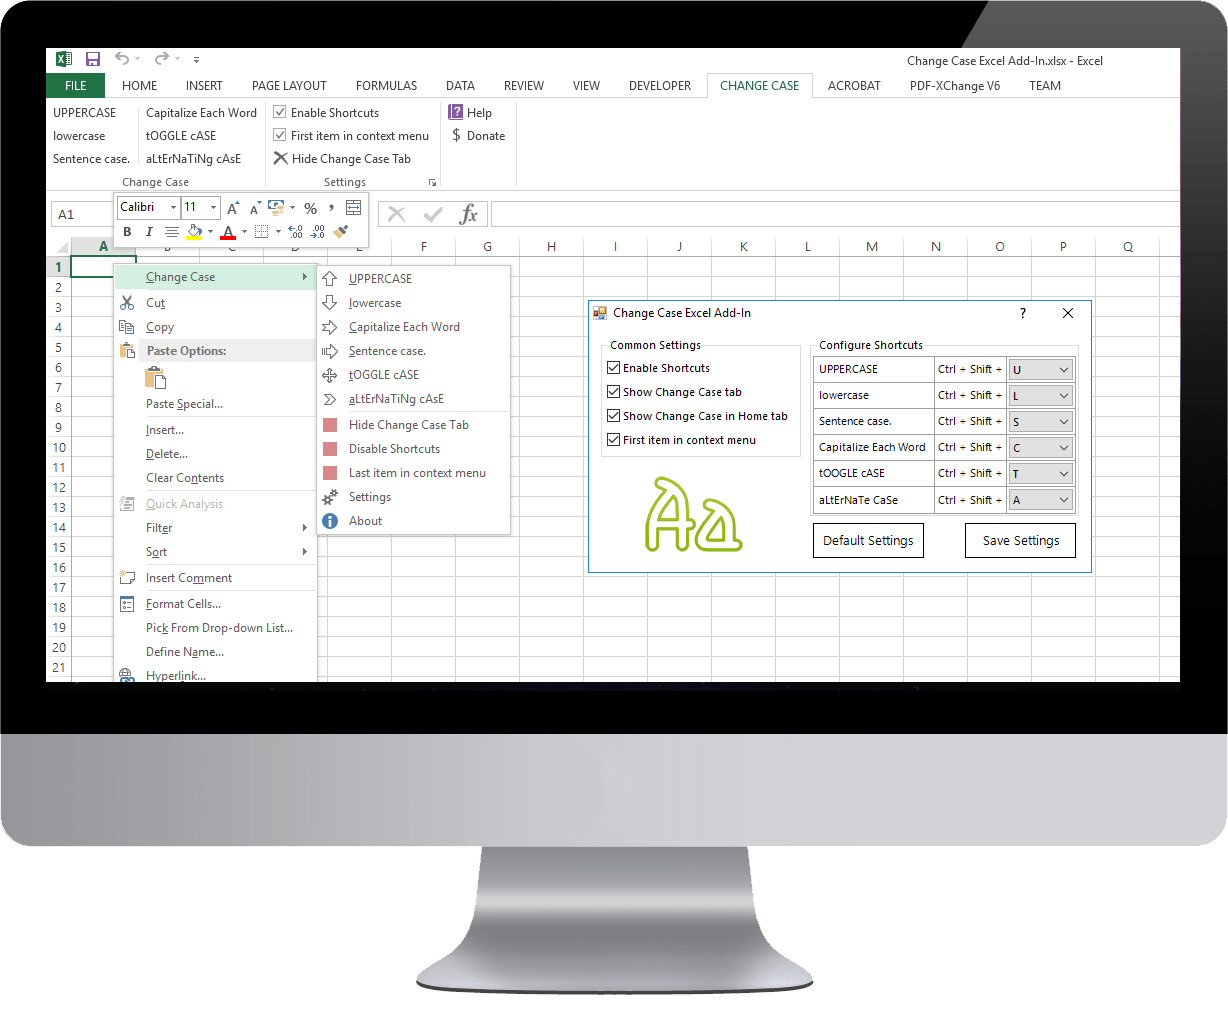 Change Case Excel Add-In.xlsx - Excel
FILE HOME INSERT PAGE LAYOUT FORMULAS DATA REVIEW VIEW DEVELOPER CHANGE CASE ACROBAT PDF-XChange V6 TEAM
UPPERCASE Capitalize Each Word Enable Shortcuts Help
lowercase tOGGLE cASE First item in context menu $ Donate
Sentence case. aLtErNaTiNg cAsE Hide Change Case Tab
Change Case Settings
A1
Calibri 11 A A % ,
B I A .00 .00
fx
A F G H I J K L M N O P Q
1
2
3
4
5
6
7
8
9
10
11
12
13
14
15
16
17
18
19
20
21
Change Case
Cut
Copy
Paste Options:
Paste Special...
Insert...
Delete...
Clear Contents
Quick Analysis
Filter
Sort
Insert Comment
Format Cells...
Pick From Drop-down List...
Define Name...
Hyperlink...
UPPERCASE
lowercase
Capitalize Each Word
Sentence case.
tOGGLE cASE
aLtErNaTiNg cAsE
Hide Change Case Tab
Disable Shortcuts
Last item in context menu
Settings
About
Change Case Excel Add-In ?
Common Settings
Enable Shortcuts
Show Change Case tab
Show Change Case in Home tab
First item in context menu
Aa
Configure Shortcuts
UPPERCASE Ctrl + Shift + U
lowercase Ctrl + Shift + L
Sentence case. Ctrl + Shift + S
Capitalize Each Word Ctrl + Shift + C
tOOGLE cASE Ctrl + Shift + T
aLtErNaTe CaSe Ctrl + Shift + A
Default Settings Save Settings